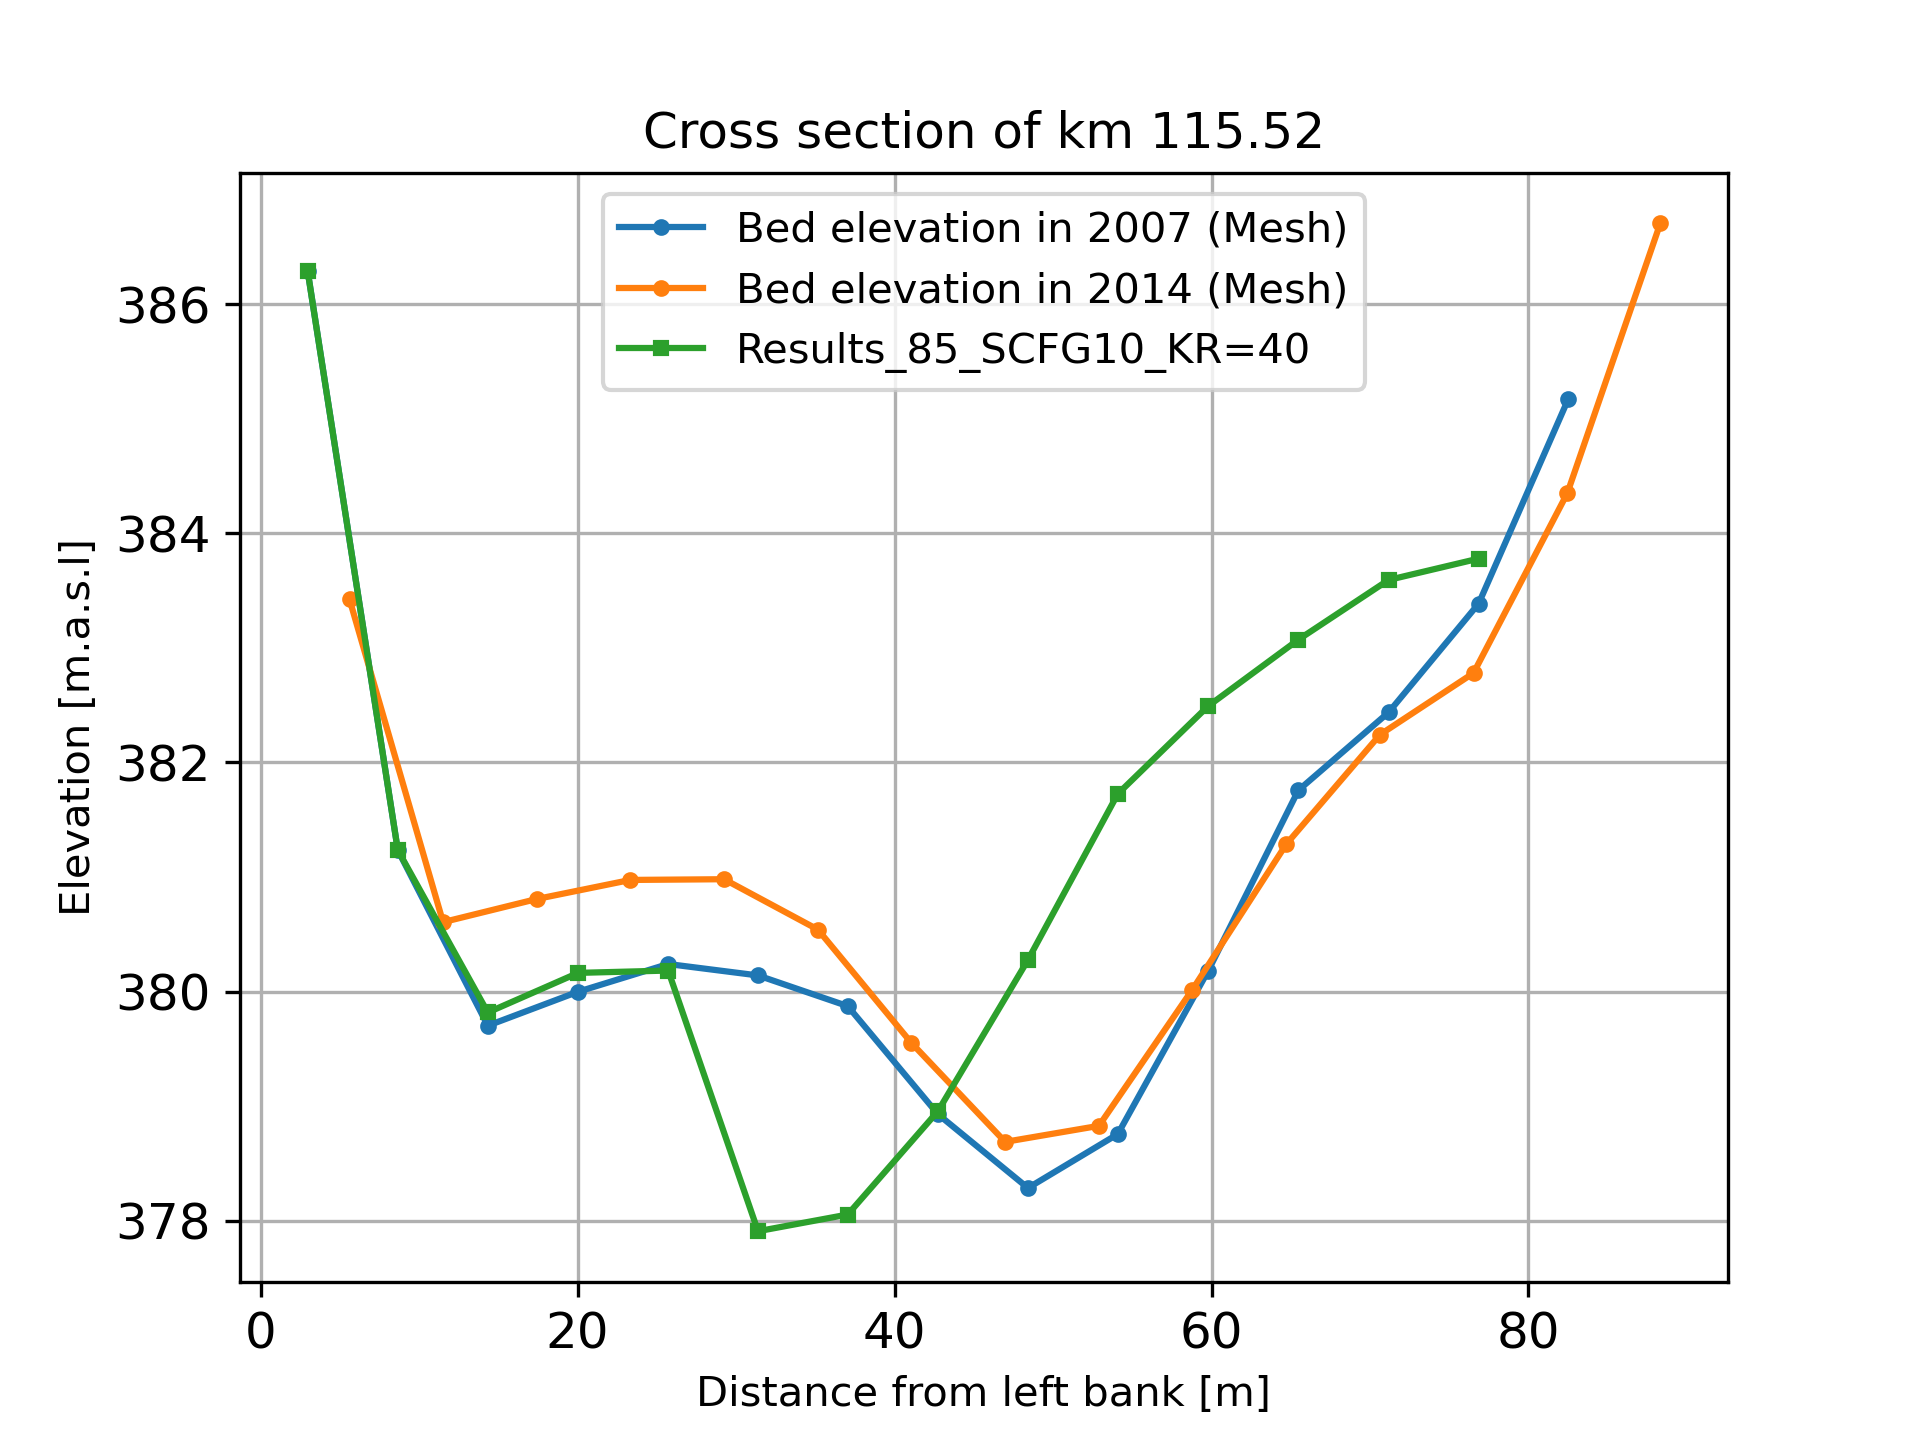 Cross section of km 115.52
Bed elevation in 2007 (Mesh)
Bed elevation in 2014 (Mesh)
Results_85_SCFG10_KR=40
386
384
382
380
378
Elevation [m.a.s.l]
0 20 40 60 80
Distance from left bank [m]